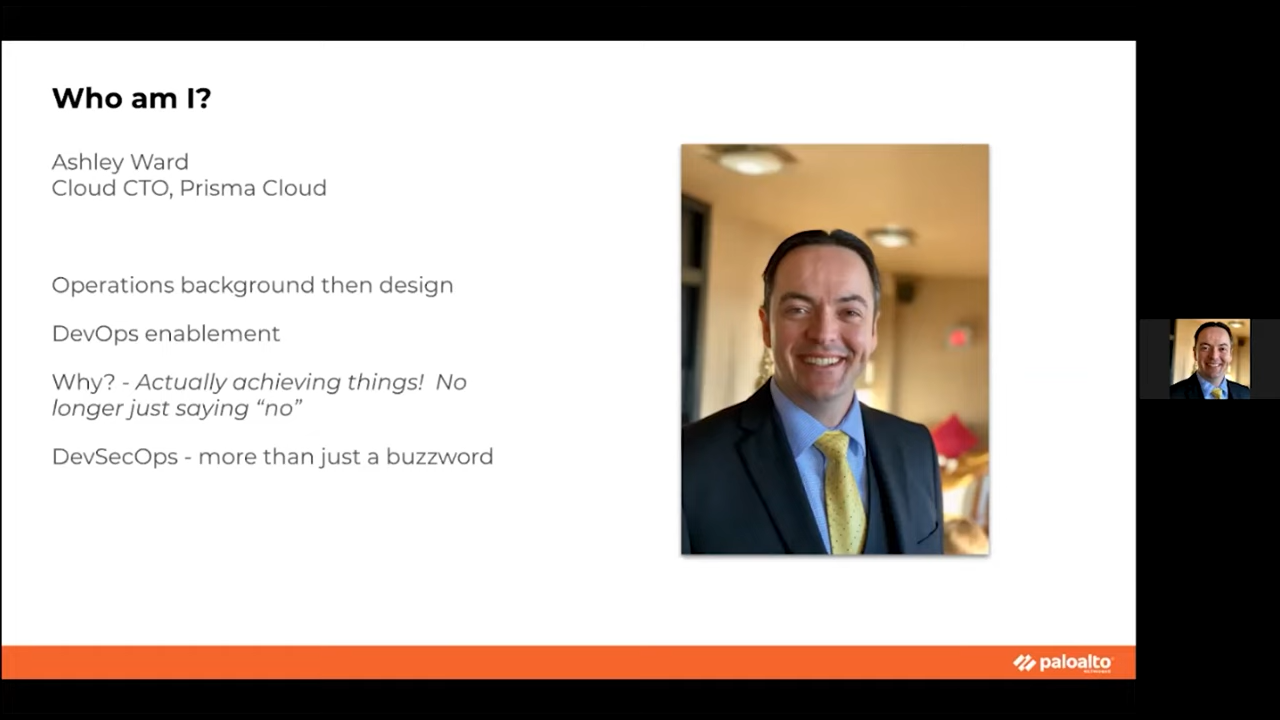 Who am I?
Ashley Ward
Cloud CTO, Prisma Cloud
Operations background then design
DevOps enablement
Why? - Actually achieving things!  No
longer just saying “no”
DevSecOps - more than just a buzzword
paloalto
NETWORKS